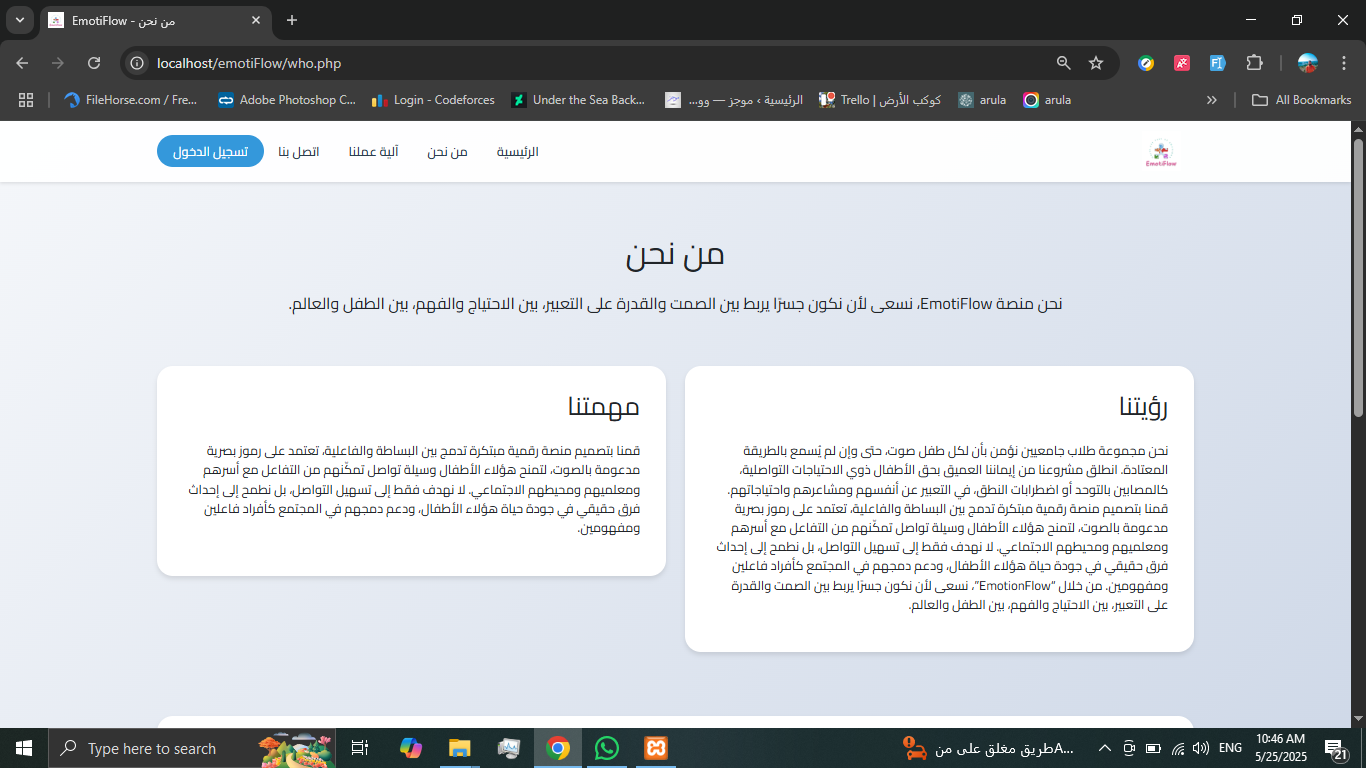 EmotiFlow - من نحن
localhost/emotiFlow/who.php
FileHorse.com / Fre...
Adobe Photoshop C...
Login - Codeforces
Under the Sea Back...
الرئيسية › موجز — وو...
Trello | كوكب الأرض
arula
arula
All Bookmarks
EmotiFlow
الرئيسية
من نحن
آلية عملنا
اتصل بنا
تسجيل الدخول
من نحن
نحن منصة EmotiFlow، نسعى لأن نكون جسرًا يربط بين الصمت والقدرة على التعبير، بين الاحتياج والفهم، بين الطفل والعالم.
رؤيتنا
نحن مجموعة طلاب جامعيين نؤمن بأن لكل طفل صوت، حتى وإن لم يُسمع بالطريقة
المعتادة. انطلق مشروعنا من إيماننا العميق بحق الأطفال ذوي الاحتياجات التواصلية،
كالمصابين بالتوحد أو اضطرابات النطق، في التعبير عن أنفسهم ومشاعرهم واحتياجاتهم.
قمنا بتصميم منصة رقمية مبتكرة تدمج بين البساطة والفاعلية، تعتمد على رموز بصرية
مدعومة بالصوت، لتمنح هؤلاء الأطفال وسيلة تواصل تمكّنهم من التفاعل مع أسرهم
ومعلميهم ومحيطهم الاجتماعي. لا نهدف فقط إلى تسهيل التواصل، بل نطمح إلى إحداث
فرق حقيقي في جودة حياة هؤلاء الأطفال، ودعم دمجهم في المجتمع كأفراد فاعلين
ومفهومين. من خلال “EmotionFlow”، نسعى لأن نكون جسرًا يربط بين الصمت والقدرة
على التعبير، بين الاحتياج والفهم، بين الطفل والعالم.
مهمتنا
قمنا بتصميم منصة رقمية مبتكرة تدمج بين البساطة والفاعلية، تعتمد على رموز بصرية
مدعومة بالصوت، لتمنح هؤلاء الأطفال وسيلة تواصل تمكّنهم من التفاعل مع أسرهم
ومعلميهم ومحيطهم الاجتماعي. لا نهدف فقط إلى تسهيل التواصل، بل نطمح إلى إحداث
فرق حقيقي في جودة حياة هؤلاء الأطفال، ودعم دمجهم في المجتمع كأفراد فاعلين
ومفهومين.
Type here to search
طريق مغلق على من A...
ENG
10:46 AM
5/25/2025
21